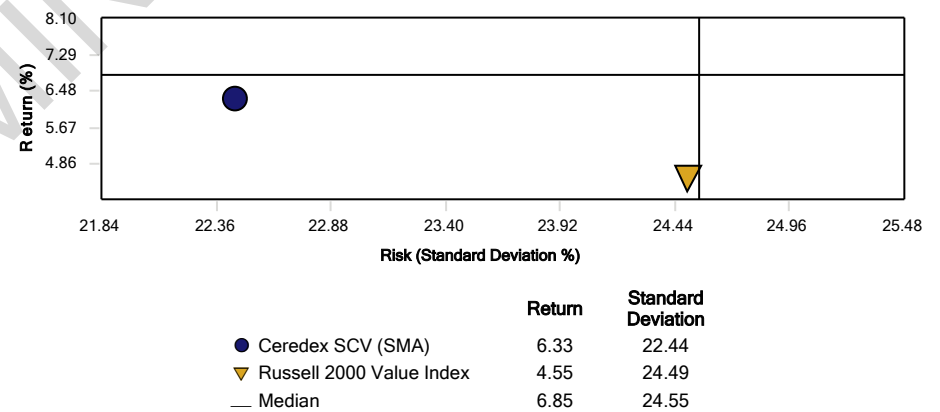 8.10
7.29
6.48
5.67
4.86
Return (%)
21.84 22.36 22.88 23.40 23.92 24.44 24.96 25.48
Risk (Standard Deviation %)
Return Standard
Deviation
Ceredex SCV (SMA) 6.33 22.44
Russell 2000 Value Index 4.55 24.49
Median 6.85 24.55